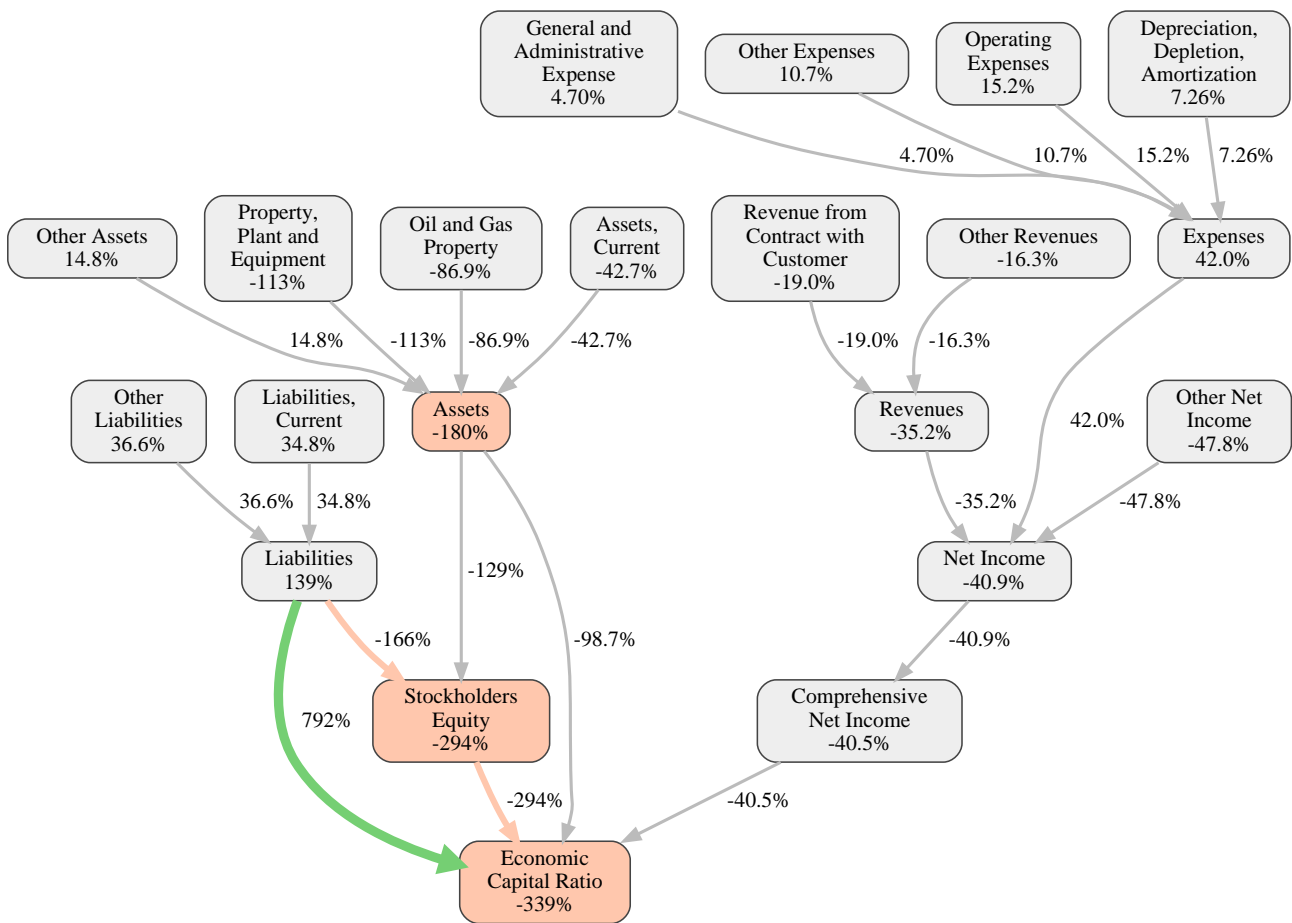 General and
Administrative
Expense
4.70%
Other Expenses
10.7%
Operating
Expenses
15.2%
Depreciation,
Depletion,
Amortization
7.26%
4.70%
10.7%
15.2%
7.26%
Other Assets
14.8%
Property,
Plant and
Equipment
-113%
Oil and Gas
Property
-86.9%
Assets,
Current
-42.7%
Revenue from
Contract with
Customer
-19.0%
Other Revenues
-16.3%
Expenses
42.0%
14.8%
-113%
-86.9%
-42.7%
-19.0%
-16.3%
Other
Liabilities
36.6%
Liabilities,
Current
34.8%
Assets
-180%
Revenues
-35.2%
42.0%
Other Net
Income
-47.8%
36.6%
34.8%
-35.2%
-47.8%
Liabilities
139%
-129%
Net Income
-40.9%
-166%
-98.7%
-40.9%
792%
Stockholders
Equity
-294%
Comprehensive
Net Income
-40.5%
-294%
-40.5%
Economic
Capital Ratio
-339%